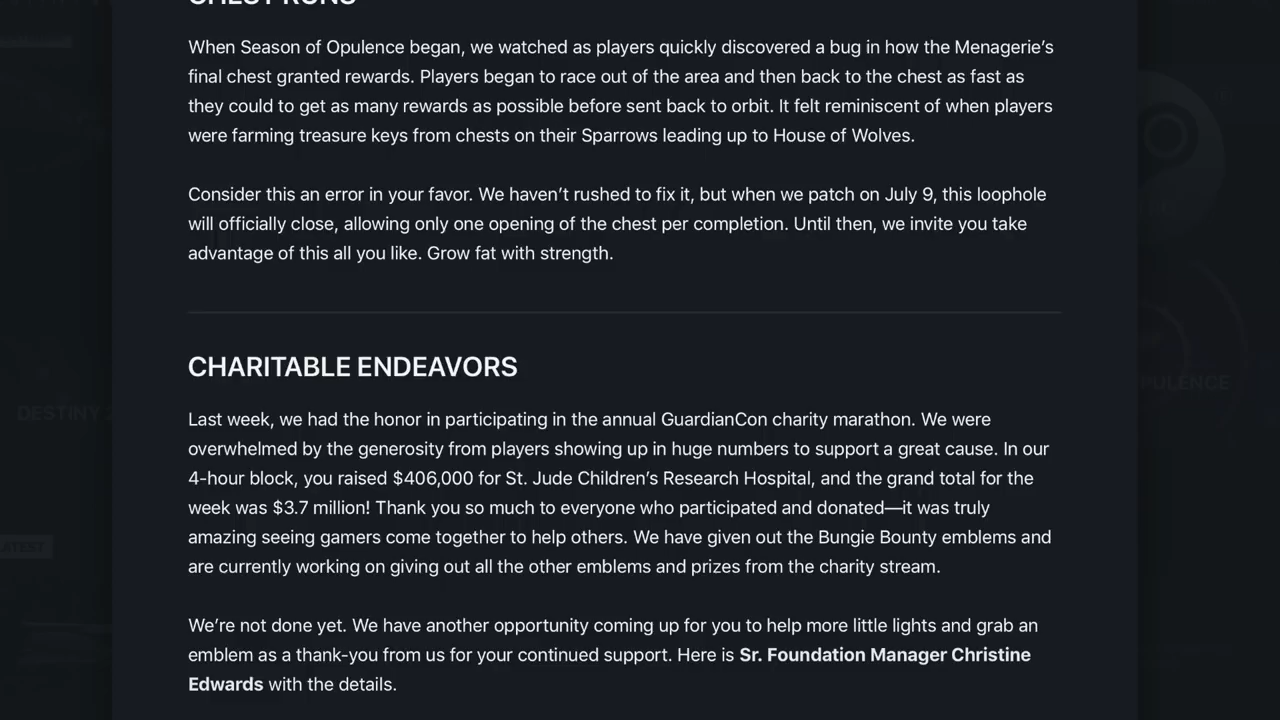 CHEST RUNS
When Season of Opulence began, we watched as players quickly discovered a bug in how the Menagerie’s
final chest granted rewards. Players began to race out of the area and then back to the chest as fast as
they could to get as many rewards as possible before sent back to orbit. It felt reminiscent of when players
were farming treasure keys from chests on their Sparrows leading up to House of Wolves.
Consider this an error in your favor. We haven’t rushed to fix it, but when we patch on July 9, this loophole
will officially close, allowing only one opening of the chest per completion. Until then, we invite you take
advantage of this all you like. Grow fat with strength.
CHARITABLE ENDEAVORS
Last week, we had the honor in participating in the annual GuardianCon charity marathon. We were
overwhelmed by the generosity from players showing up in huge numbers to support a great cause. In our
4-hour block, you raised $406,000 for St. Jude Children’s Research Hospital, and the grand total for the
week was $3.7 million! Thank you so much to everyone who participated and donated—it was truly
amazing seeing gamers come together to help others. We have given out the Bungie Bounty emblems and
are currently working on giving out all the other emblems and prizes from the charity stream.
We’re not done yet. We have another opportunity coming up for you to help more little lights and grab an
emblem as a thank-you from us for your continued support. Here is Sr. Foundation Manager Christine
Edwards with the details.
DESTINY 2
PULENCE
ATEST